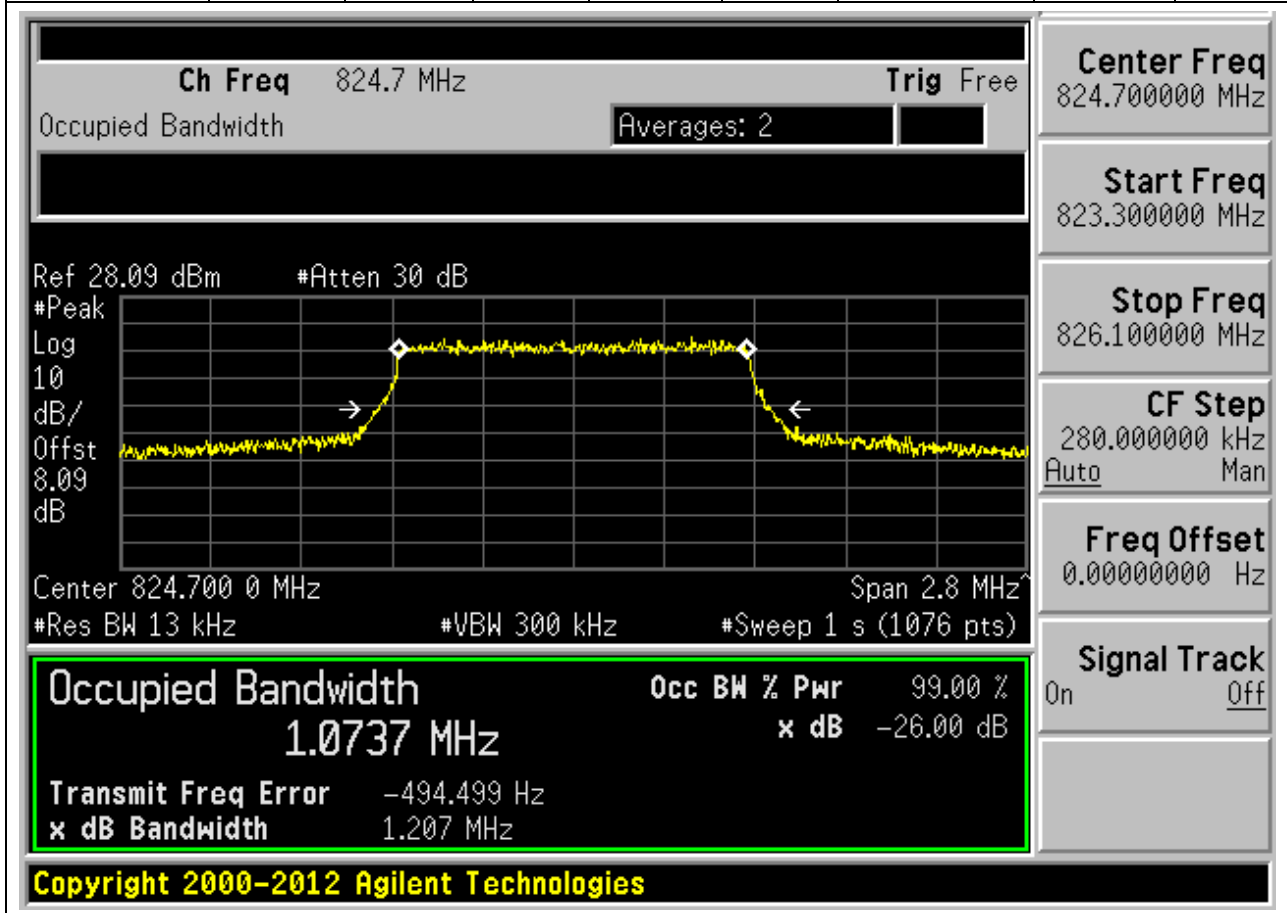 Ch Freq 824.7 MHz Trig Free
Occupied Bandwidth Averages: 2
Ref 28.09 dBm #Atten 30 dB
#Peak
Log
10
dB/
Offst
8.09
dB
Center 824.700 0 MHz Span 2.8 MHz^
#Res BW 13 kHz #VBW 300 kHz #Sweep 1 s (1076 pts)
Occupied Bandwidth Occ BW % Pwr 99.00 %
1.0737 MHz x dB -26.00 dB
Transmit Freq Error -494.499 Hz
x dB Bandwidth 1.207 MHz
Copyright 2000-2012 Agilent Technologies
Center Freq
824.700000 MHz
Start Freq
823.300000 MHz
Stop Freq
826.100000 MHz
CF Step
280.000000 kHz
Auto Man
Freq Offset
0.00000000 Hz
Signal Track
On Off